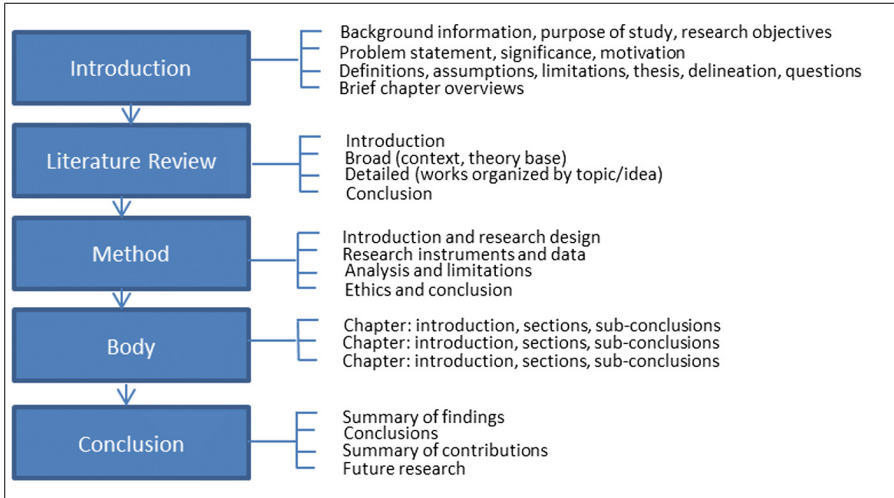 Introduction
Background information, purpose of study, research objectives
Problem statement, significance, motivation
Definitions, assumptions, limitations, thesis, delineation, questions
Brief chapter overviews
Literature Review
Introduction
Broad (context, theory base)
Detailed (works organized by topic/idea)
Conclusion
Method
Introduction and research design
Research instruments and data
Analysis and limitations
Ethics and conclusion
Body
Chapter: introduction, sections, sub-conclusions
Chapter: introduction, sections, sub-conclusions
Chapter: introduction, sections, sub-conclusions
Conclusion
Summary of findings
Conclusions
Summary of contributions
Future research